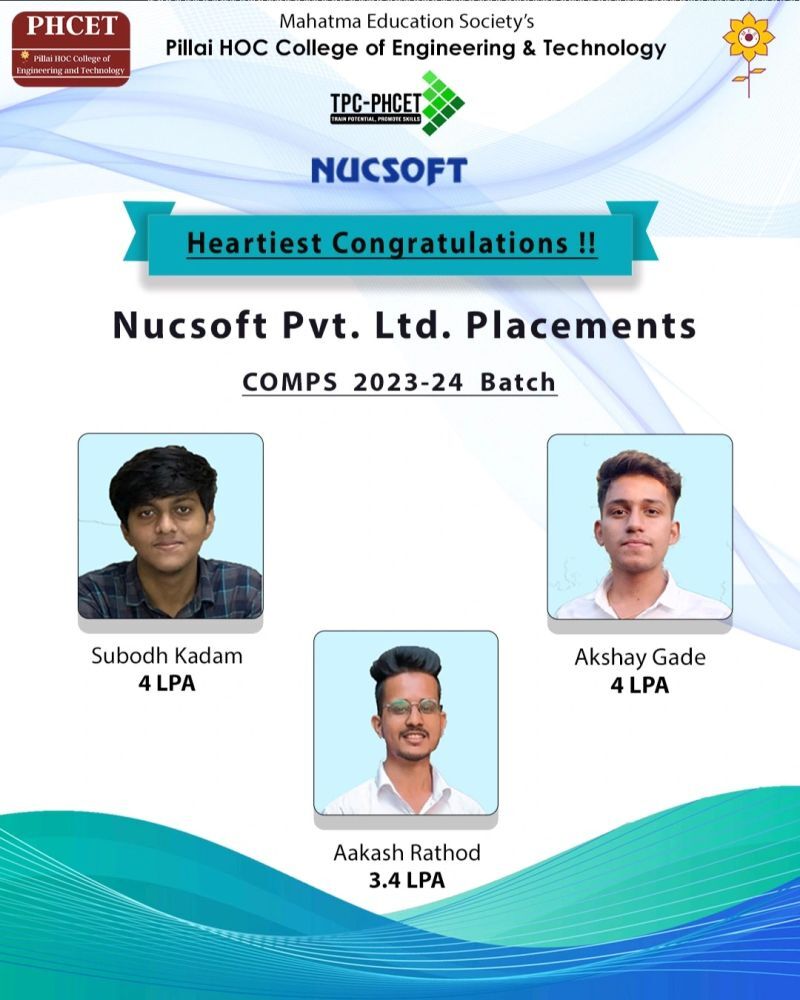 PHCET
Pillai HOC College of
Engineering and Technology
Mahatma Education Society's
Pillai HOC College of Engineering & Technology
TPC-PHCET
TRAIN POTENTIAL, PROMOTE SKILLS
NUCSOFT
Heartiest Congratulations !!
Nucsoft Pvt. Ltd. Placements
COMPS 2023-24 Batch
Subodh Kadam
4 LPA
Akshay Gade
4 LPA
Aakash Rathod
3.4 LPA